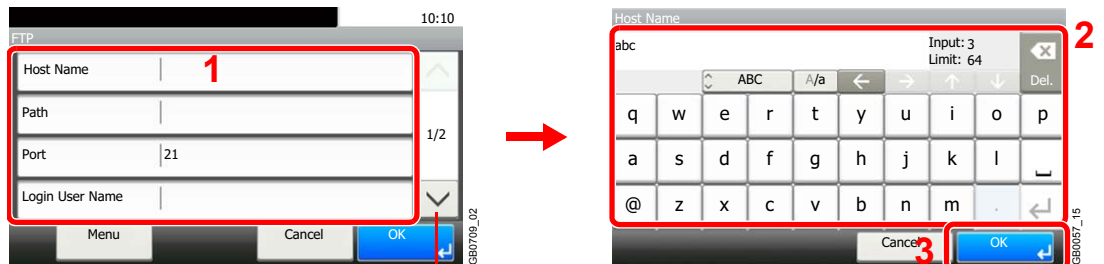 10:10
FTP
Host Name
1
Path
Port 21
1/2
Login User Name
Menu Cancel OK
GB0709_02
Host Name
2
abc Input: 3
Limit: 64
ABC A/a Del.
q w e r t y u i o p
a s d f g h j k l
@ z x c v b n m .
Cancel 3 OK
GB0057_15